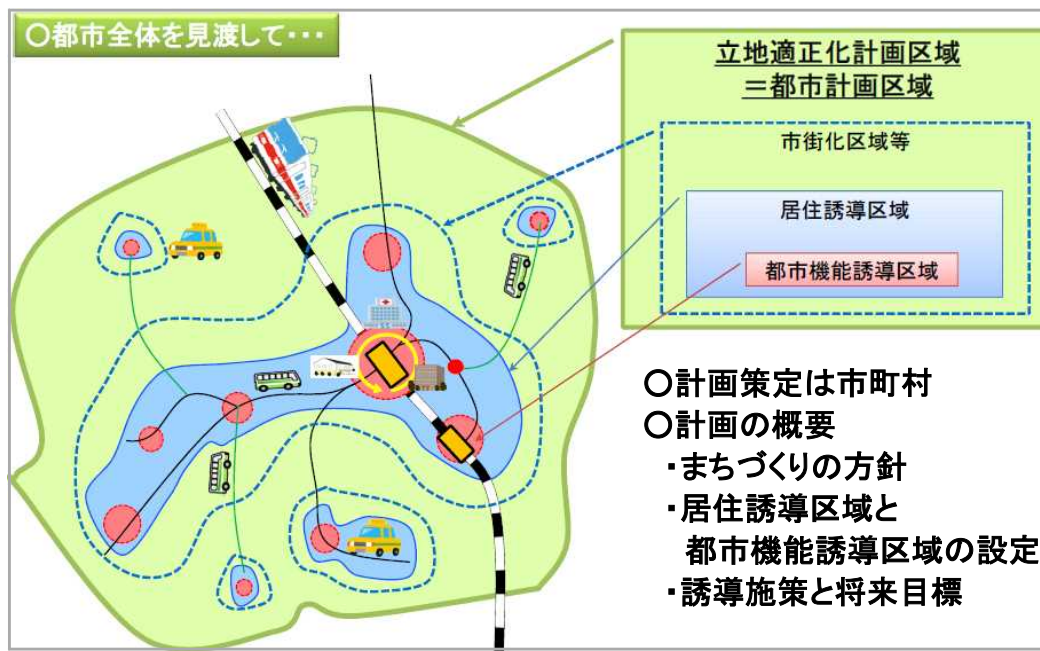 〇都市全体を見渡して・・・
立地適正化計画区域
＝都市計画区域
市街化区域等
居住誘導区域
都市機能誘導区域
〇計画策定は市町村
〇計画の概要
・まちづくりの方針
・居住誘導区域と
都市機能誘導区域の設定
・誘導施策と将来目標